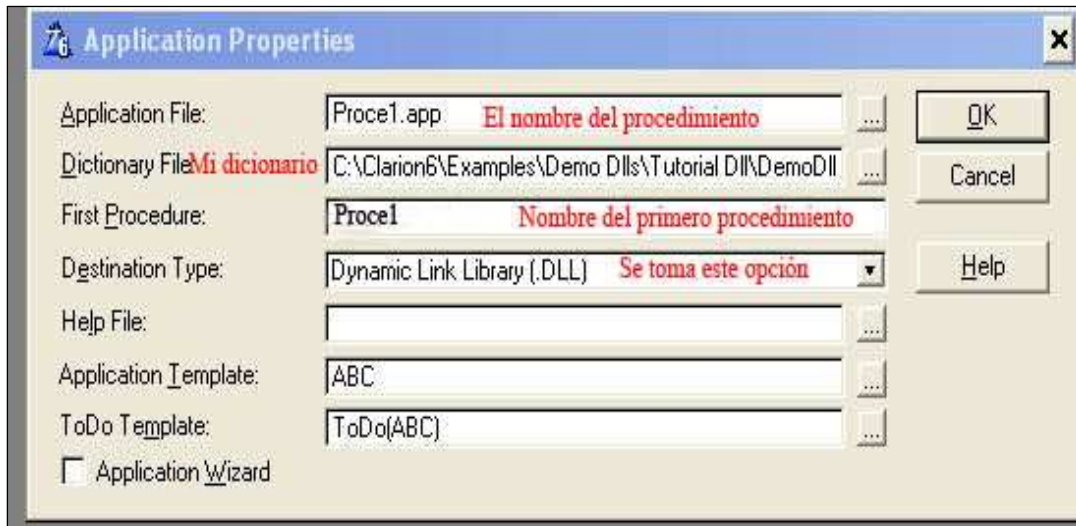 Application Properties
Application File: Proce1.app El nombre del procedimiento ...
OK
Dictionary File Mi dicionario C:\Clarion6\Examples\Demo Dlls\Tutorial Dll\DemoDll ...
Cancel
First Procedure: Proce1 Nombre del primero procedimiento
Destination Type: Dynamic Link Library (.DLL) Se toma este opción
Help
Help File: ...
Application Template: ABC ...
ToDo Template: ToDo(ABC) ...
Application Wizard